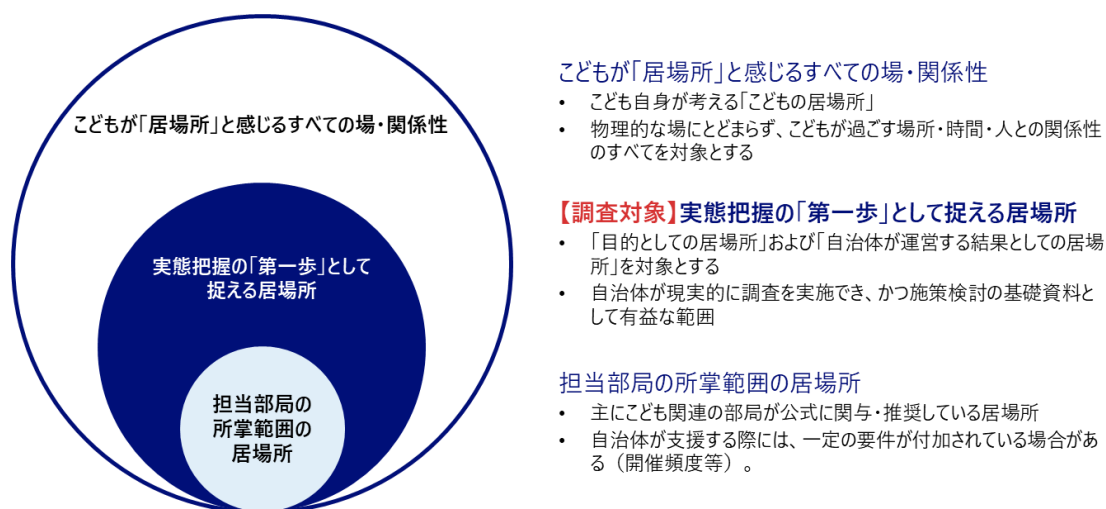 こどもが「居場所」と感じるすべての場・関係性
実態把握の「第一歩」として
捉える居場所
担当部局の
所掌範囲の
居場所
こどもが「居場所」と感じるすべての場・関係性
• こども自身が考える「こどもの居場所」
• 物理的な場にとどまらず、こどもが過ごす場所・時間・人との関係性
のすべてを対象とする
【調査対象】実態把握の「第一歩」として捉える居場所
• 「目的としての居場所」および「自治体が運営する結果としての居場
所」を対象とする
• 自治体が現実的に調査を実施でき、かつ施策検討の基礎資料と
して有益な範囲
担当部局の所掌範囲の居場所
• 主にこども関連の部局が公式に関与・推奨している居場所
• 自治体が支援する際には、一定の要件が付加されている場合があ
る（開催頻度等）。